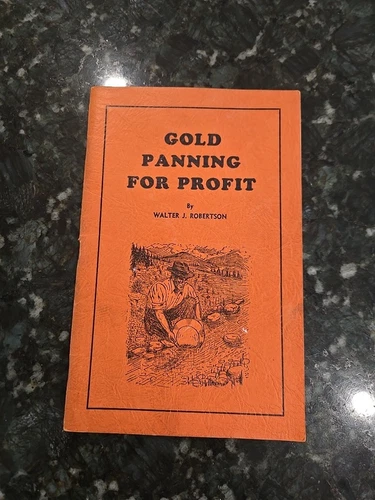 GOLD
PANNING
FOR PROFIT
By
WALTER J. ROBERTSON